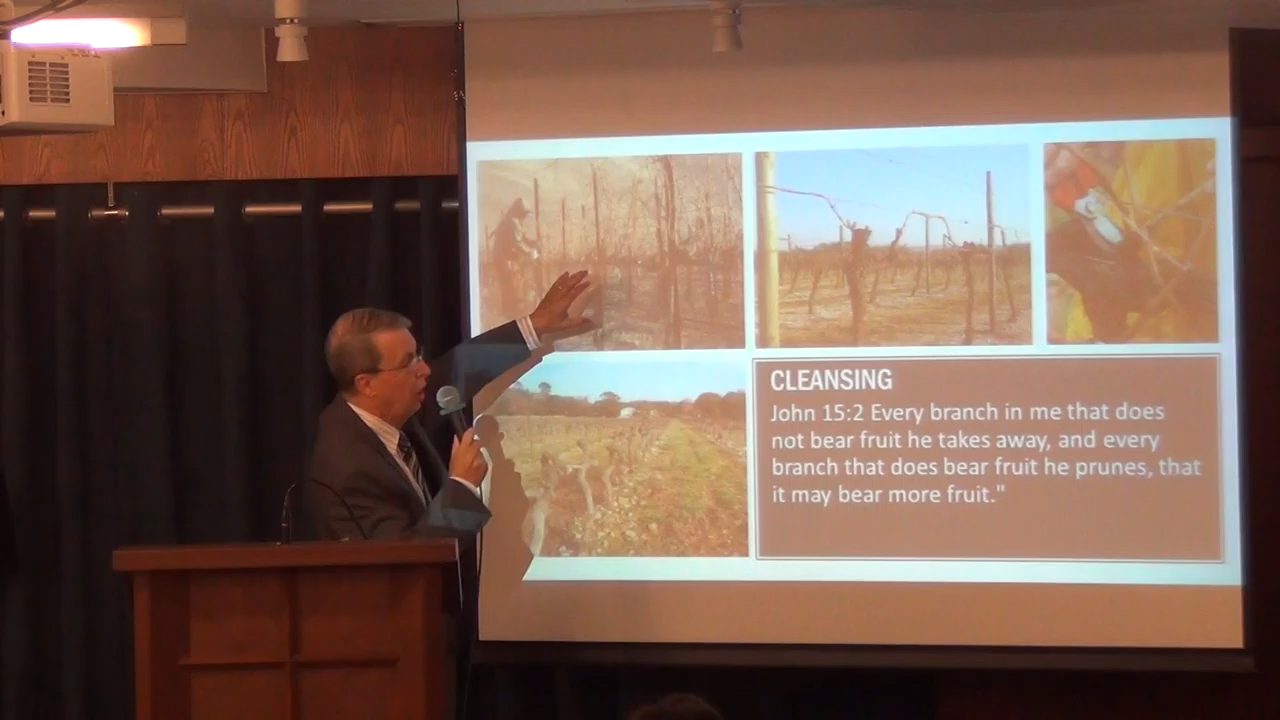 CLEANSING
John 15:2 Every branch in me that does
not bear fruit he takes away, and every
branch that does bear fruit he prunes, that
it may bear more fruit."